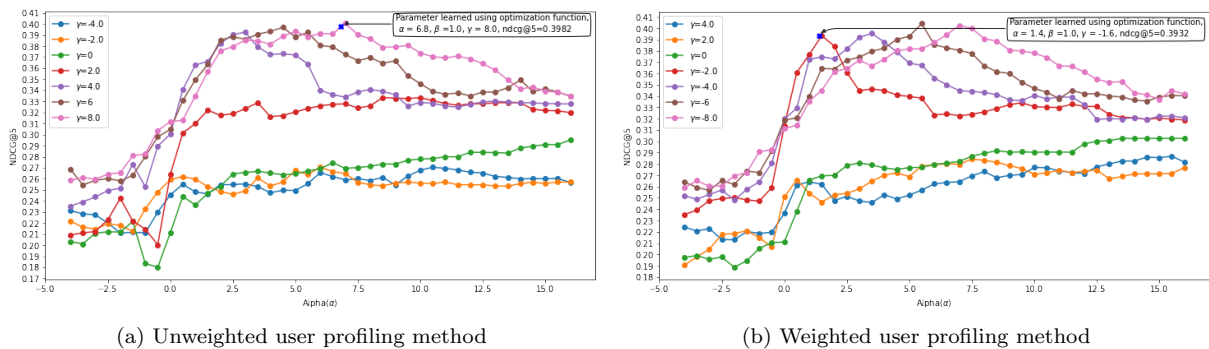 Parameter learned using optimization function,
α = 6.8, β =1.0, γ = 8.0, ndcg@5=0.3982
γ=-4.0
γ=-2.0
γ=0
γ=2.0
γ=4.0
γ=6
γ=8.0
0.41
0.40
0.39
0.38
0.37
0.36
0.35
0.34
0.33
0.32
0.31
0.30
0.29
0.28
0.27
0.26
0.25
0.24
0.23
0.22
0.21
0.20
0.19
0.18
0.17
NDCG@5
−5.0
−2.5
0.0
2.5
5.0
7.5
10.0
12.5
15.0
Alpha(α)
(a) Unweighted user profiling method
Parameter learned using optimization function,
α = 1.4, β =1.0, γ = -1.6, ndcg@5=0.3932
γ=4.0
γ=2.0
γ=0
γ=-2.0
γ=-4.0
γ=-6
γ=-8.0
0.41
0.40
0.39
0.38
0.37
0.36
0.35
0.34
0.33
0.32
0.31
0.30
0.29
0.28
0.27
0.26
0.25
0.24
0.23
0.22
0.21
0.20
0.19
0.18
NDCG@5
−5.0
−2.5
0.0
2.5
5.0
7.5
10.0
12.5
15.0
Alpha(α)
(b) Weighted user profiling method